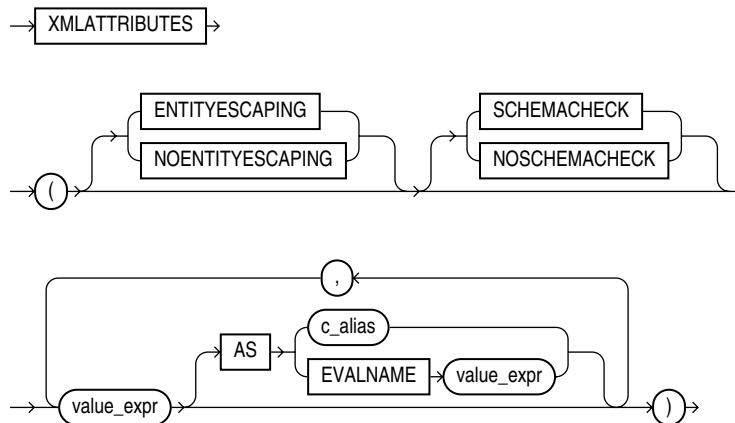 XMLATTRIBUTES
ENTITYESCAPING SCHEMACHECK
NOENTITYESCAPING NOSCHEMACHECK
(
,
c_alias
AS
EVALNAME value_expr
value_expr )